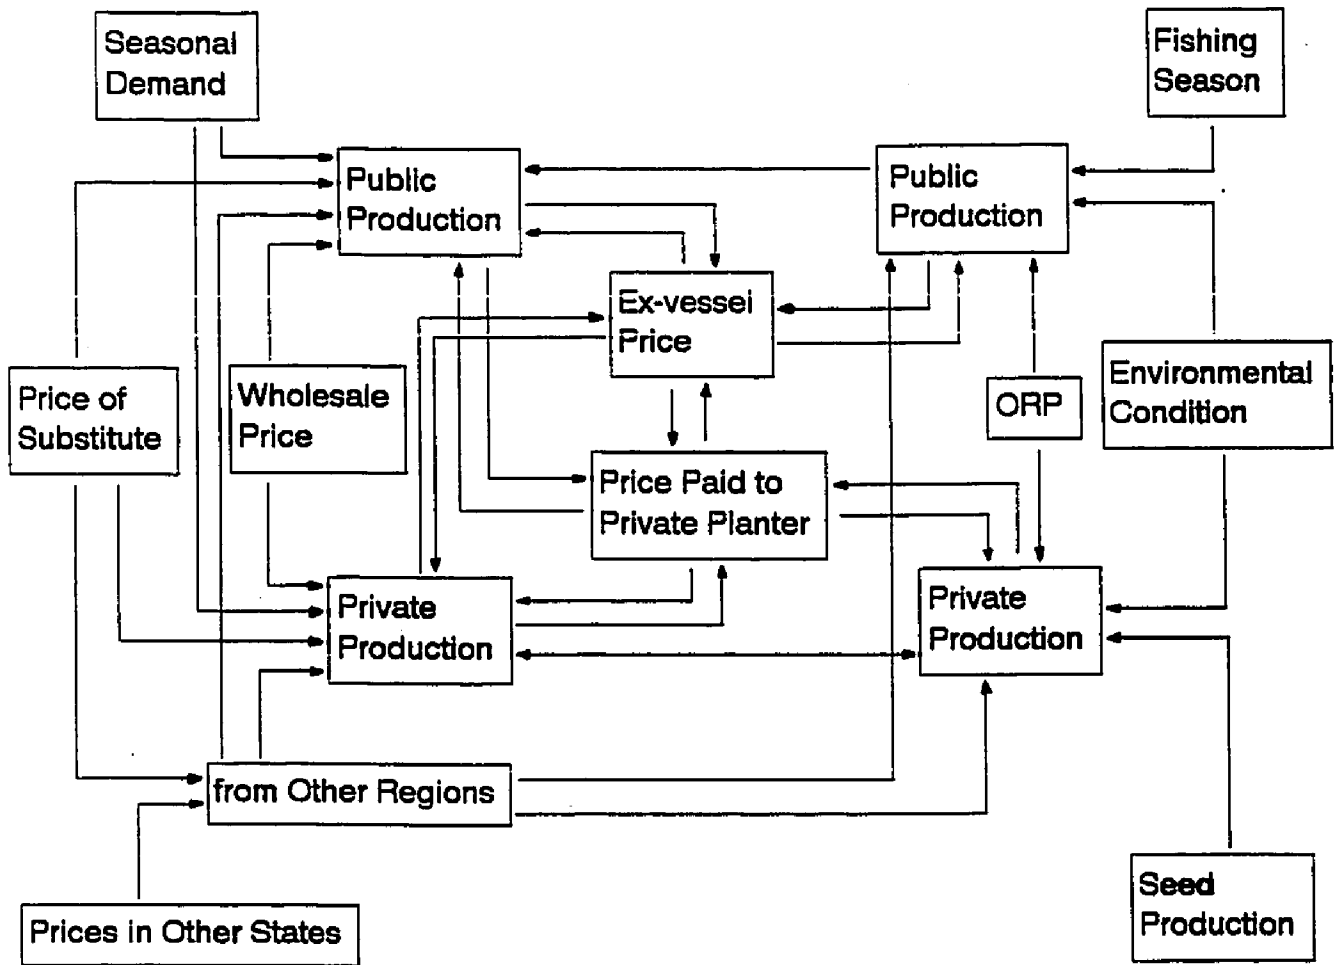 Seasonal
Demand
Fishing
Season
Public
Production
Public
Production
Ex-vessei
Price
Price of
Substitute
Wholesale
Price
ORP
Environmental
Condition
Price Paid to
Private Planter
Private
Production
Private
Production
from Other Regions
Seed
Production
Prices in Other States